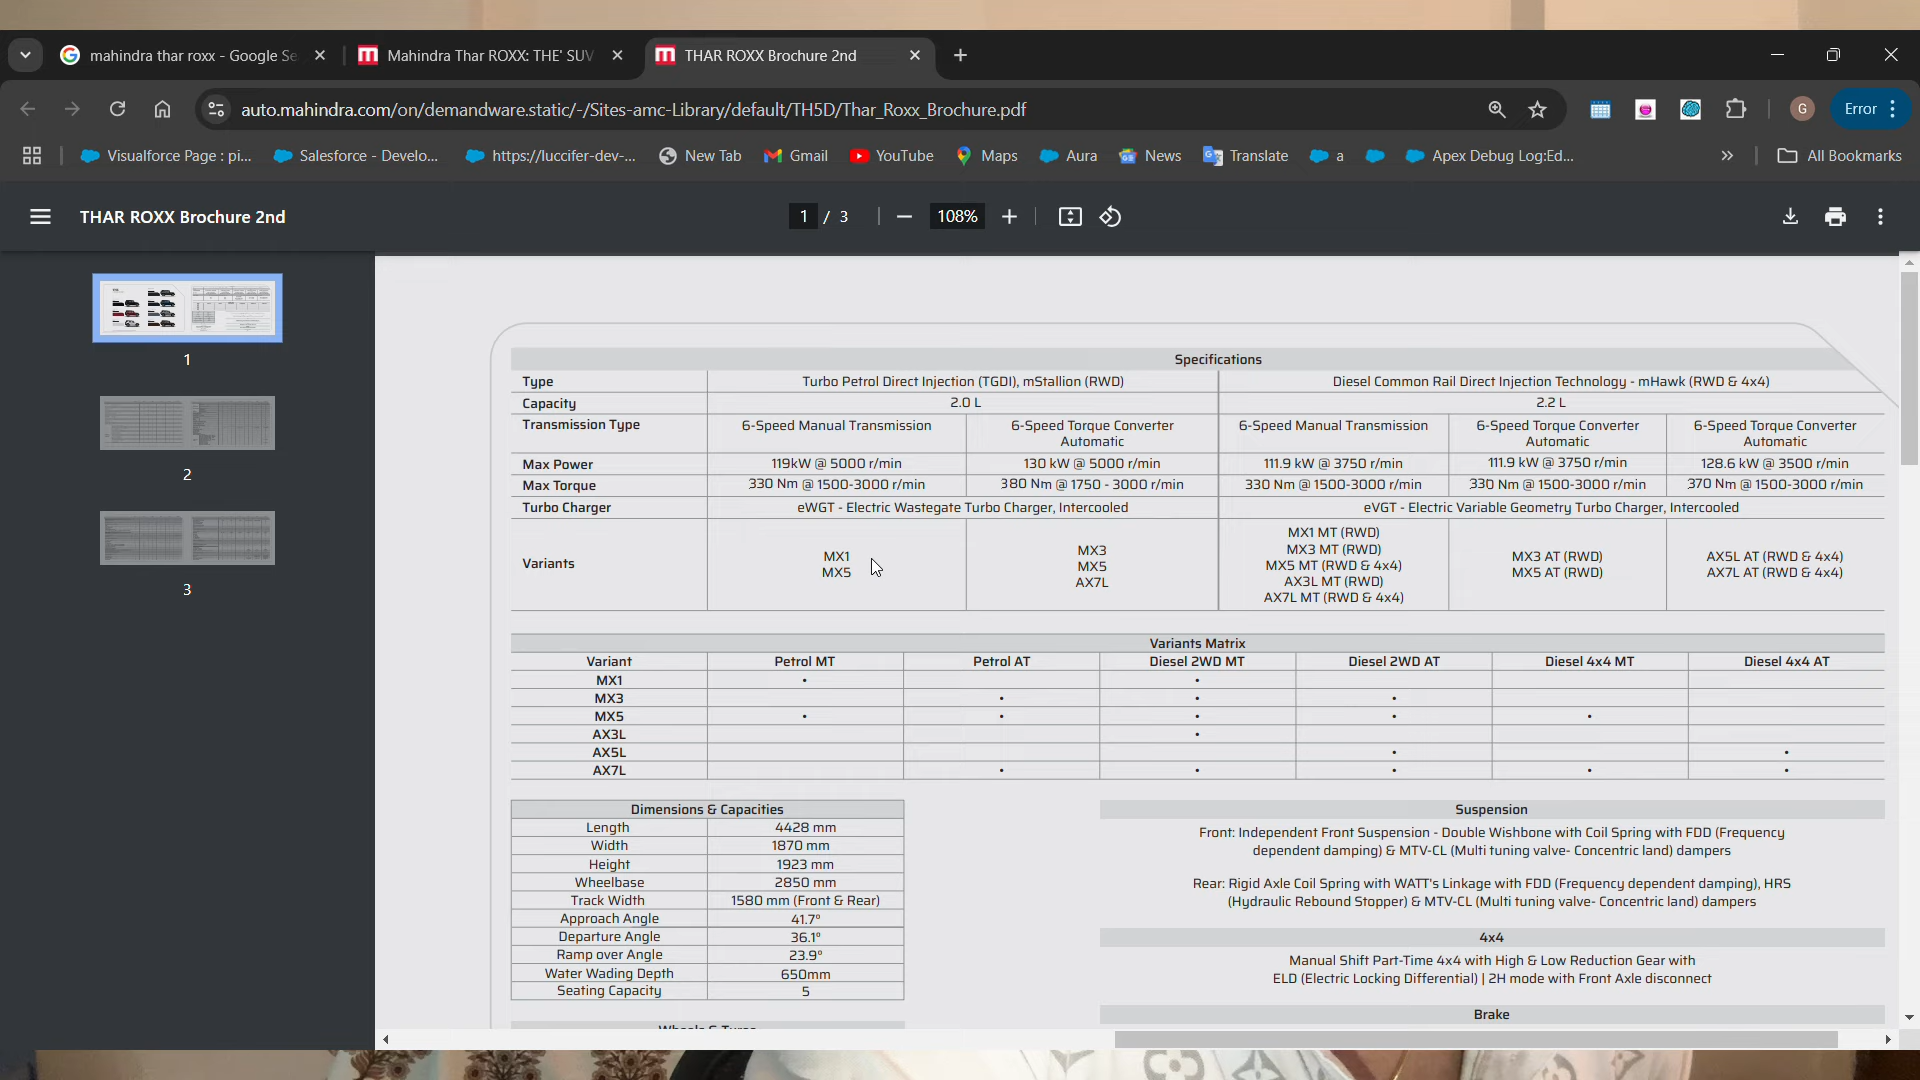 mahindra thar roxx - Google Se
Mahindra Thar ROXX: THE' SUV
THAR ROXX Brochure 2nd
auto.mahindra.com/on/demandware.static/-/Sites-amc-Library/default/TH5D/Thar_Roxx_Brochure.pdf
G
Error
Visualforce Page : pi...
Salesforce - Develo...
https://luccifer-dev-...
New Tab
Gmail
YouTube
Maps
Aura
News
Translate
a
Apex Debug Log:Ed...
All Bookmarks
THAR ROXX Brochure 2nd
1 / 3
108%
1
2
3
Specifications
Type Turbo Petrol Direct Injection (TGDI), mStallion (RWD) Diesel Common Rail Direct Injection Technology - mHawk (RWD & 4x4)
Capacity 2.0 L 2.2 L
Transmission Type 6-Speed Manual Transmission 6-Speed Torque Converter 6-Speed Manual Transmission 6-Speed Torque Converter 6-Speed Torque Converter
Automatic Automatic Automatic
Max Power 119kW @ 5000 r/min 130 kW @ 5000 r/min 111.9 kW @ 3750 r/min 111.9 kW @ 3750 r/min 128.6 kW @ 3500 r/min
Max Torque 330 Nm @ 1500-3000 r/min 380 Nm @ 1750 - 3000 r/min 330 Nm @ 1500-3000 r/min 330 Nm @ 1500-3000 r/min 370 Nm @ 1500-3000 r/min
Turbo Charger eWGT - Electric Wastegate Turbo Charger, Intercooled eVGT - Electric Variable Geometry Turbo Charger, Intercooled
Variants
MX1
MX5
MX3
MX5
AX7L
MX1 MT (RWD)
MX3 MT (RWD)
MX5 MT (RWD & 4x4)
AX3L MT (RWD)
AX7L MT (RWD & 4x4)
MX3 AT (RWD)
MX5 AT (RWD)
AX5L AT (RWD & 4x4)
AX7L AT (RWD & 4x4)
Variants Matrix
Variant Petrol MT Petrol AT Diesel 2WD MT Diesel 2WD AT Diesel 4x4 MT Diesel 4x4 AT
MX1 • •
MX3 • • •
MX5 • • • • •
AX3L •
AX5L • •
AX7L • • • • •
Dimensions & Capacities
Length 4428 mm
Width 1870 mm
Height 1923 mm
Wheelbase 2850 mm
Track Width 1580 mm (Front & Rear)
Approach Angle 41.7°
Departure Angle 36.1°
Ramp over Angle 23.9°
Water Wading Depth 650mm
Seating Capacity 5
Suspension
Front: Independent Front Suspension - Double Wishbone with Coil Spring with FDD (Frequency
dependent damping) & MTV-CL (Multi tuning valve- Concentric land) dampers
Rear: Rigid Axle Coil Spring with WATT's Linkage with FDD (Frequency dependent damping), HRS
(Hydraulic Rebound Stopper) & MTV-CL (Multi tuning valve- Concentric land) dampers
4x4
Manual Shift Part-Time 4x4 with High & Low Reduction Gear with
ELD (Electric Locking Differential) | 2H mode with Front Axle disconnect
Brake